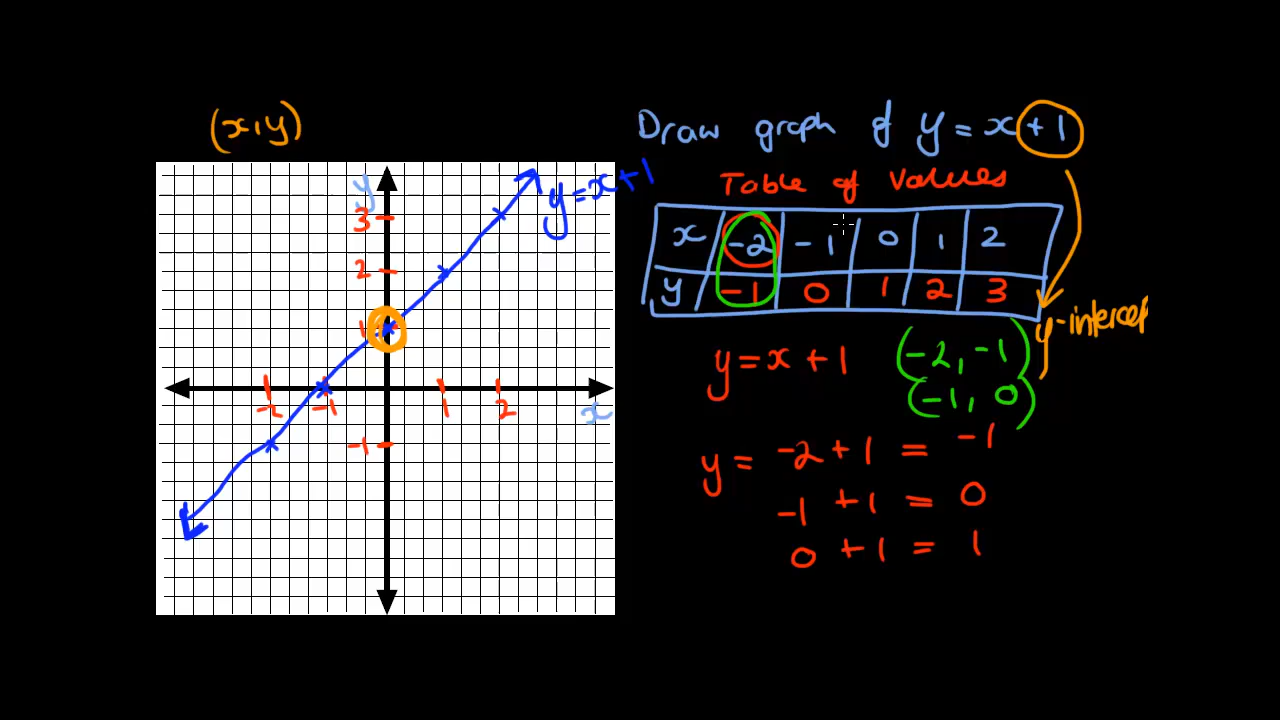 (x,y)
Draw graph of y = x + 1
Table of Values
x -2 -1 0 1 2
y -1 0 1 2 3
y-intercep
y = x + 1
(-2, -1)
(-1, 0)
y = -2 + 1 = -1
-1 + 1 = 0
0 + 1 = 1
y
y = x + 1
3
2
1
-2 -1 1 2
x
-1